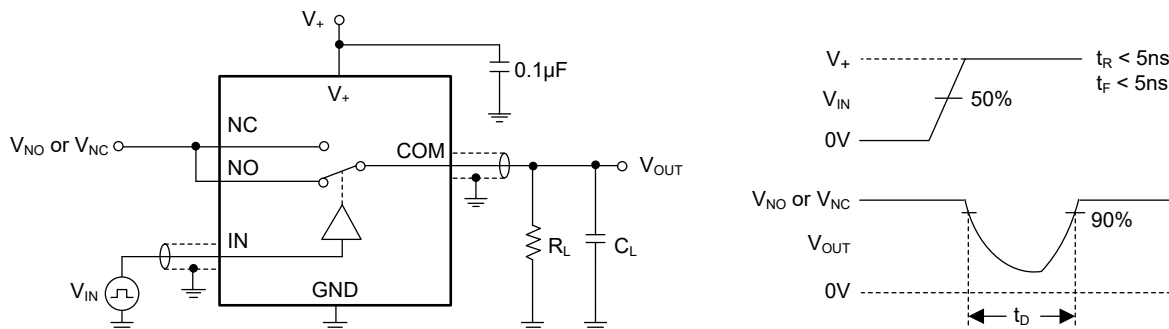 V+
0.1µF
V+
NC
VNO or VNC
NO
COM
VOUT
IN
RL
CL
VIN
GND
V+
tR < 5ns
tF < 5ns
VIN
50%
0V
VNO or VNC
90%
VOUT
0V
tD